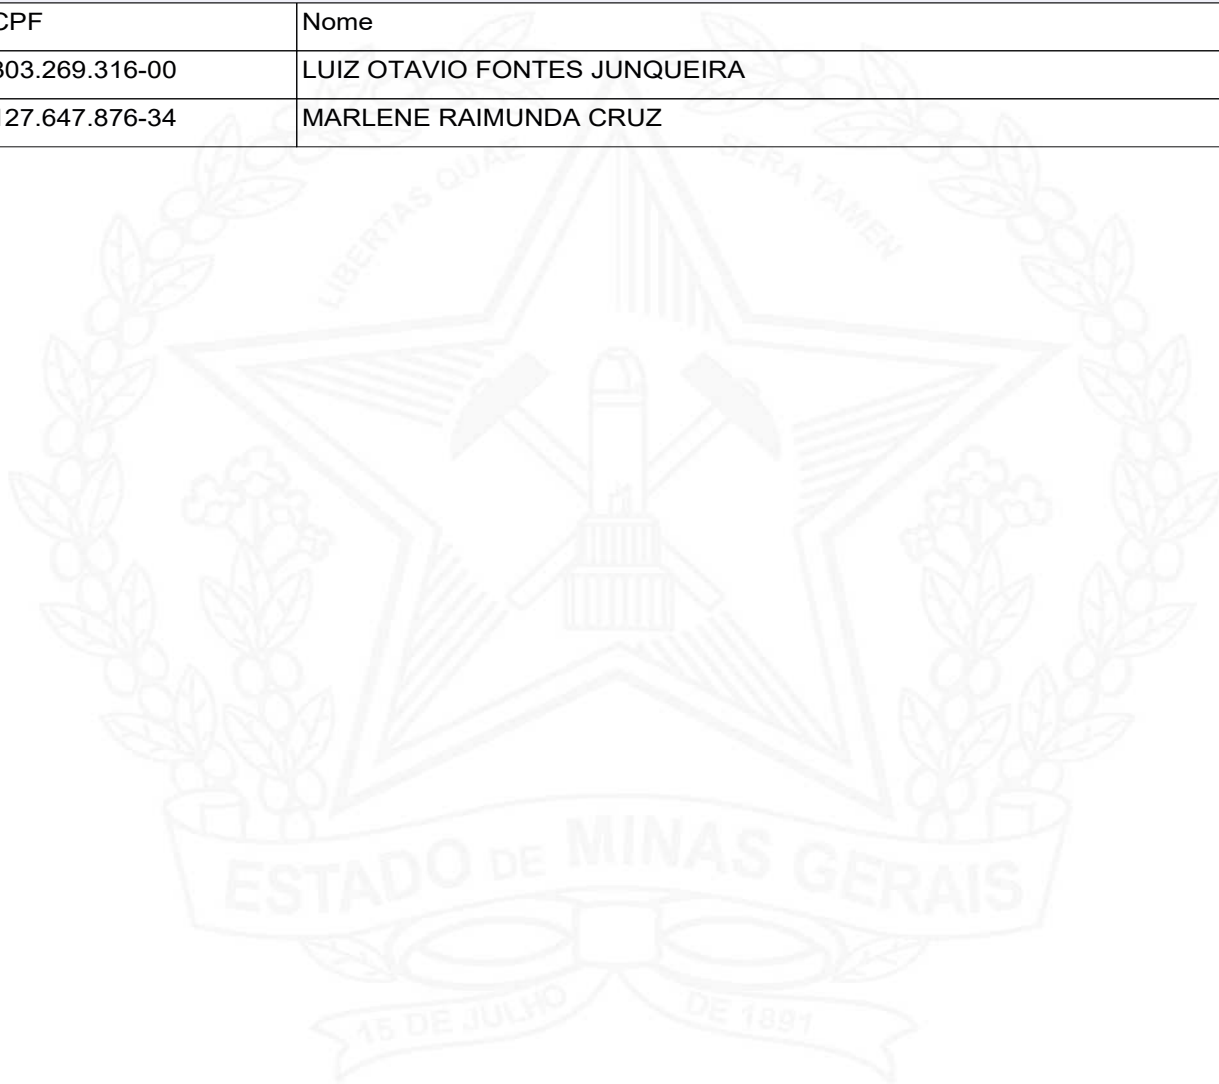 CPF Nome
303.269.316-00 LUIZ OTAVIO FONTES JUNQUEIRA
127.647.876-34 MARLENE RAIMUNDA CRUZ
LIBERTAS QUAE SERA TAMEN
ESTADO DE MINAS GERAIS
15 DE JULHO DE 1891